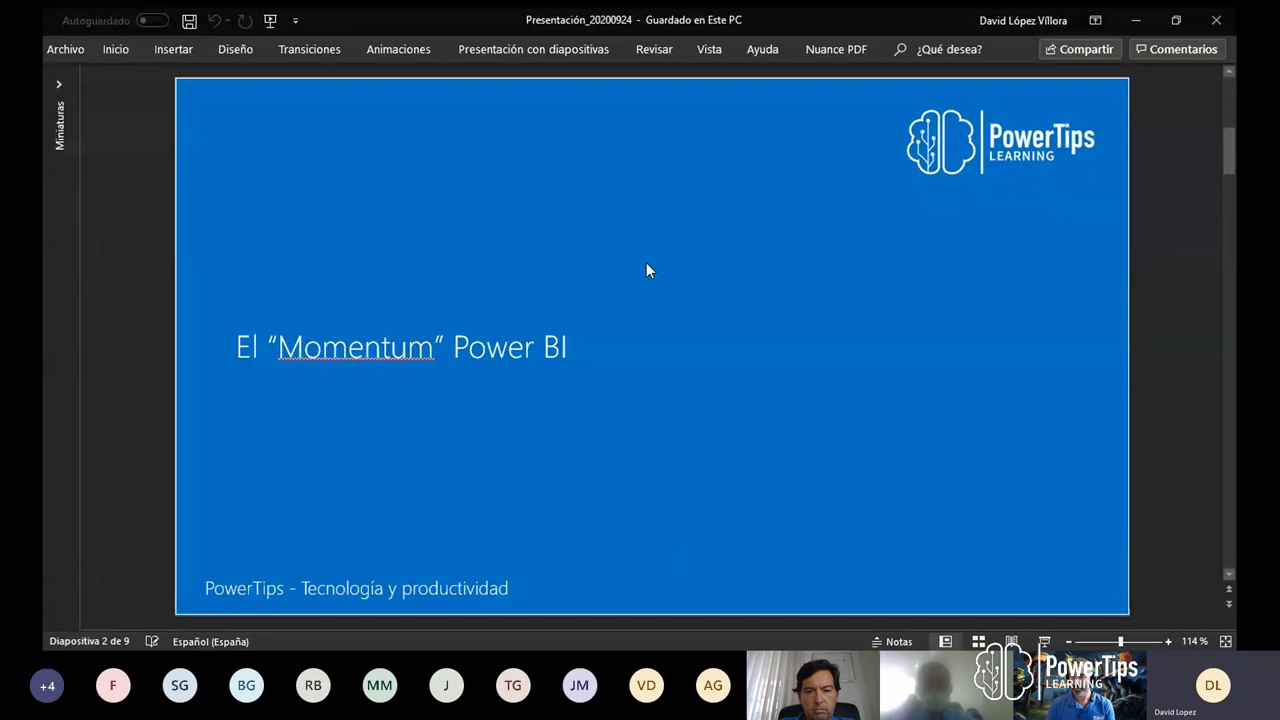 Autoguardado
Presentación_20200924 - Guardado en Este PC
David López Víllora
Archivo Inicio Insertar Diseño Transiciones Animaciones Presentación con diapositivas Revisar Vista Ayuda Nuance PDF ¿Qué desea? Compartir Comentarios
Miniaturas
PowerTips
LEARNING
El “Momentum” Power BI
PowerTips - Tecnología y productividad
Diapositiva 2 de 9 Español (España) Notas 114 %
+4 F SG BG RB MM J TG JM VD AG DL
PowerTips
LEARNING
David Lopez